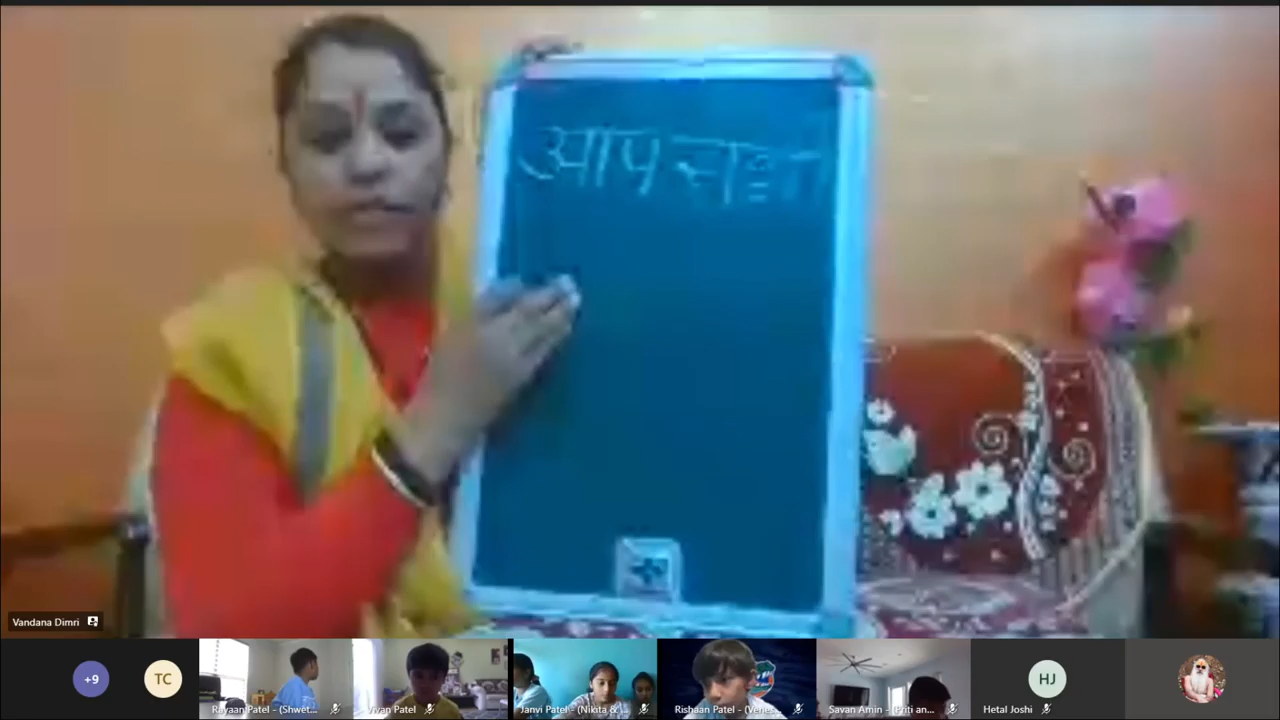 आप
Vandana Dimri
+9
TC
Rayaan Patel - (Shwet...
Vivan Patel
Janvi Patel - (Nikita &...
Rishaan Patel - (Vene...
Savan Amin - (Priti an...
HJ
Hetal Joshi